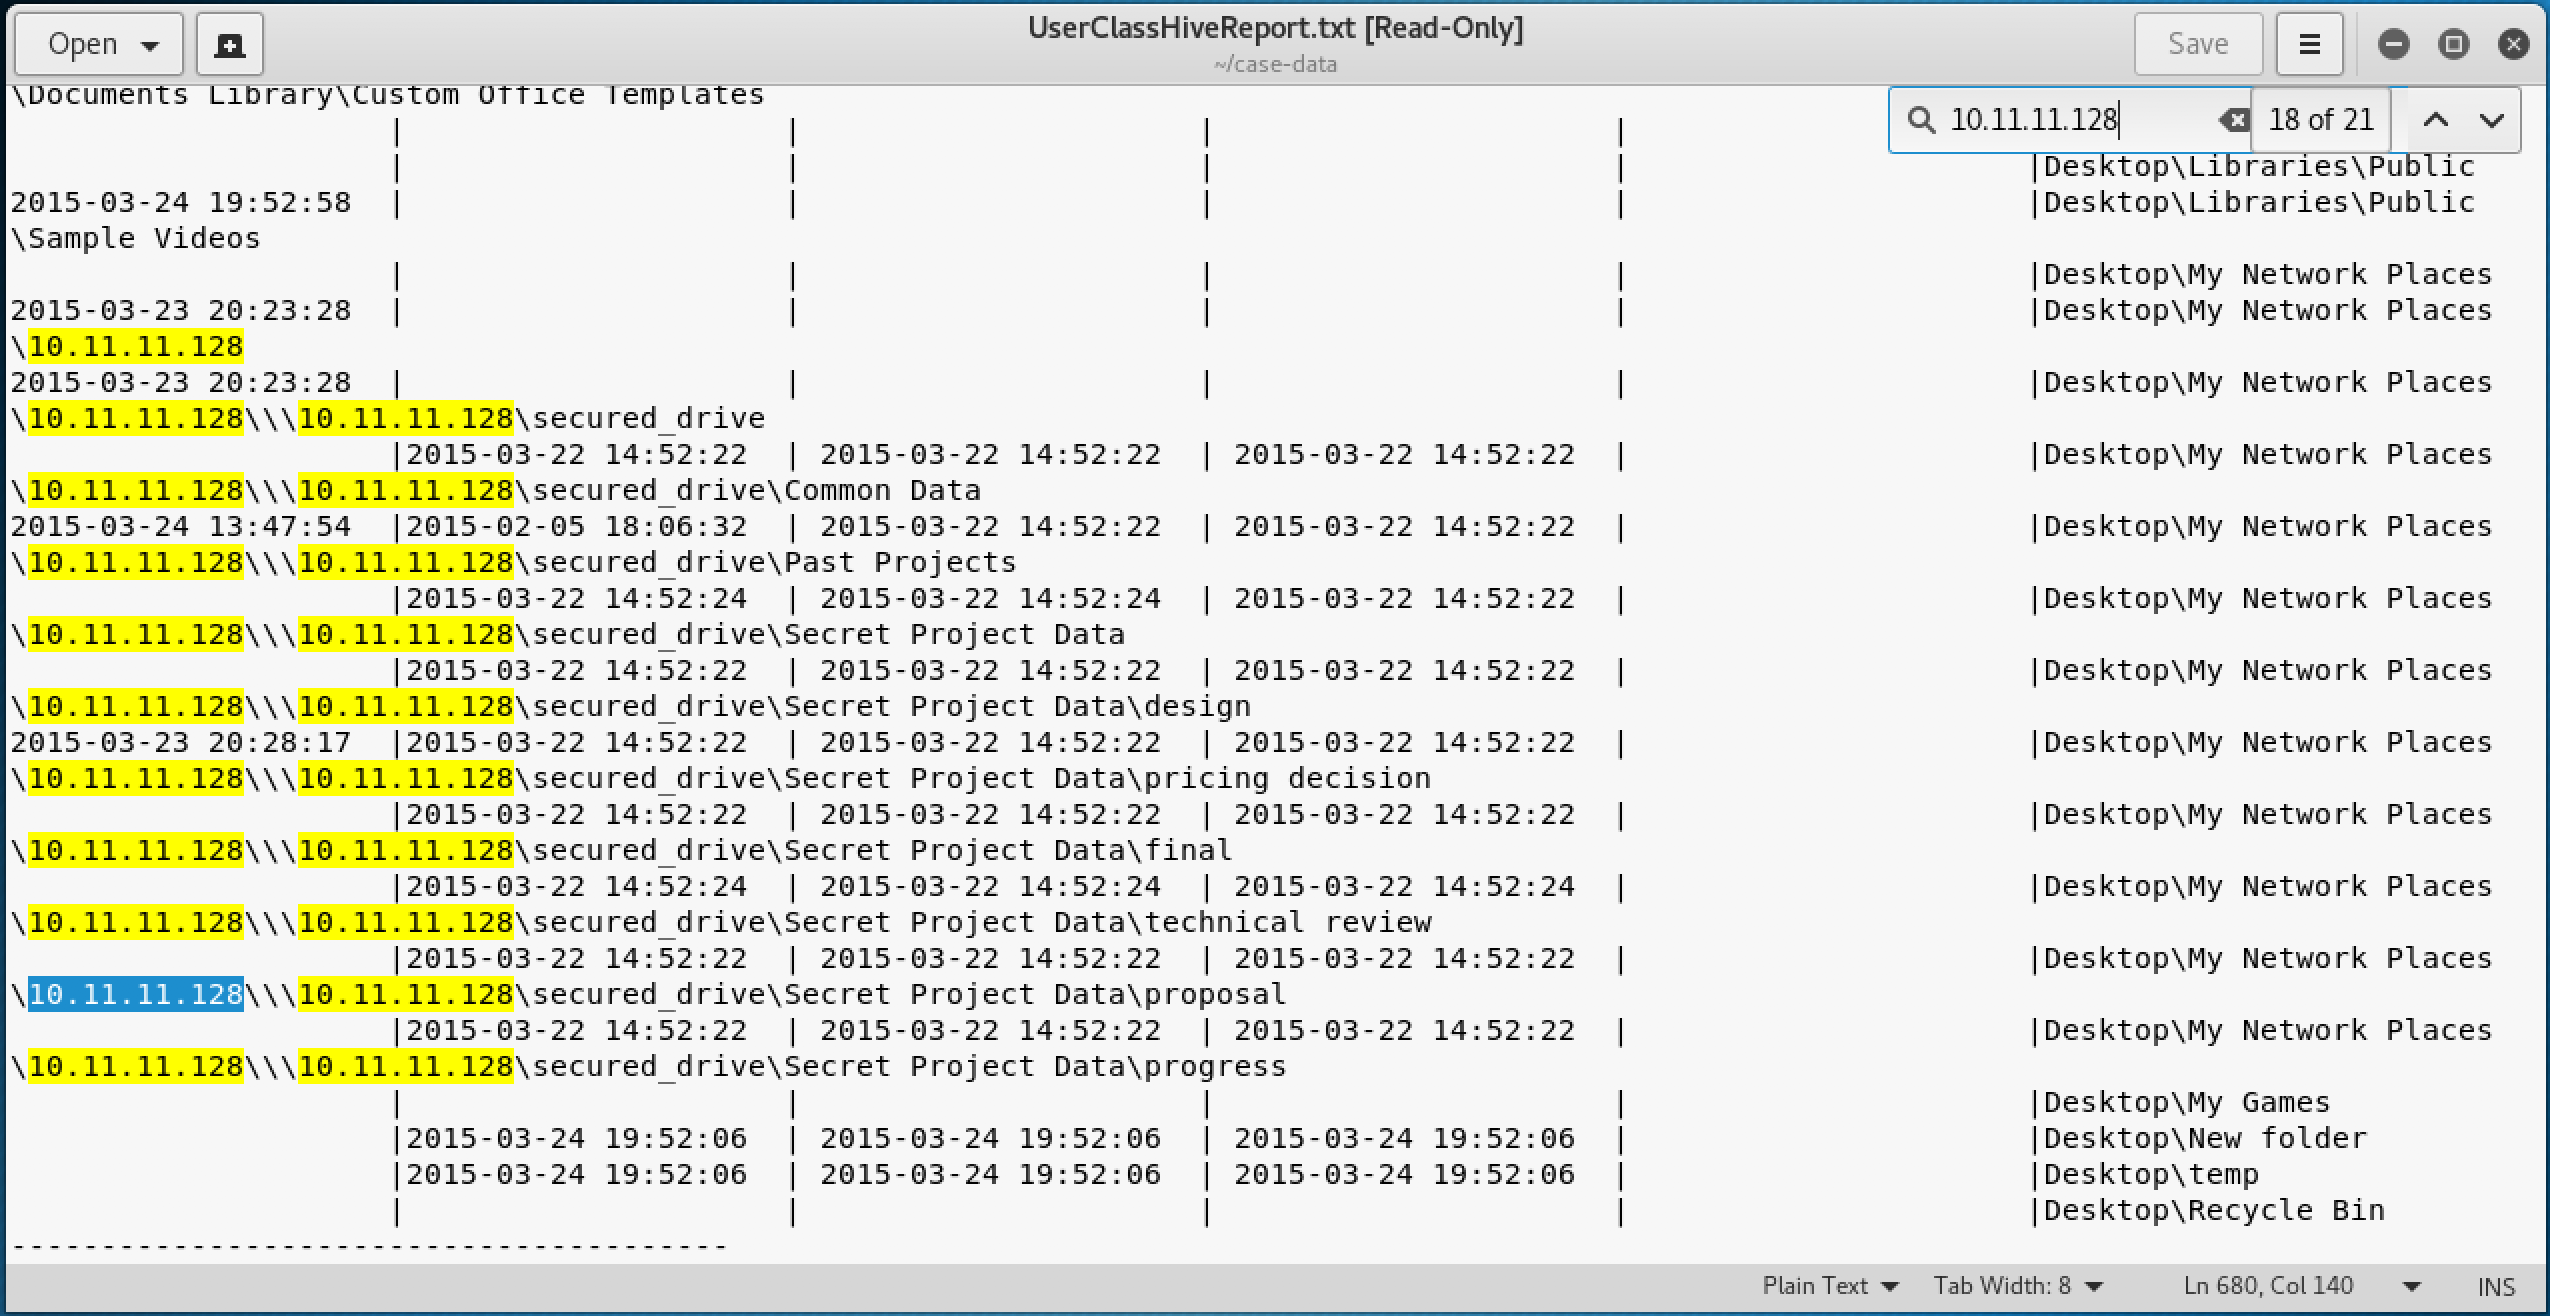 Open
UserClassHiveReport.txt [Read-Only]
~/case-data
Save
10.11.11.128
18 of 21
\Documents Library\Custom Office Templates
| | | |
| | | | |Desktop\Libraries\Public
2015-03-24 19:52:58 | | | | |Desktop\Libraries\Public
\Sample Videos
| | | | |Desktop\My Network Places
2015-03-23 20:23:28 | | | | |Desktop\My Network Places
\10.11.11.128
2015-03-23 20:23:28 | | | | |Desktop\My Network Places
\10.11.11.128\\\10.11.11.128\secured_drive
|2015-03-22 14:52:22 | 2015-03-22 14:52:22 | 2015-03-22 14:52:22 | |Desktop\My Network Places
\10.11.11.128\\\10.11.11.128\secured_drive\Common Data
2015-03-24 13:47:54 |2015-02-05 18:06:32 | 2015-03-22 14:52:22 | 2015-03-22 14:52:22 | |Desktop\My Network Places
\10.11.11.128\\\10.11.11.128\secured_drive\Past Projects
|2015-03-22 14:52:24 | 2015-03-22 14:52:24 | 2015-03-22 14:52:22 | |Desktop\My Network Places
\10.11.11.128\\\10.11.11.128\secured_drive\Secret Project Data
|2015-03-22 14:52:22 | 2015-03-22 14:52:22 | 2015-03-22 14:52:22 | |Desktop\My Network Places
\10.11.11.128\\\10.11.11.128\secured_drive\Secret Project Data\design
2015-03-23 20:28:17 |2015-03-22 14:52:22 | 2015-03-22 14:52:22 | 2015-03-22 14:52:22 | |Desktop\My Network Places
\10.11.11.128\\\10.11.11.128\secured_drive\Secret Project Data\pricing decision
|2015-03-22 14:52:22 | 2015-03-22 14:52:22 | 2015-03-22 14:52:22 | |Desktop\My Network Places
\10.11.11.128\\\10.11.11.128\secured_drive\Secret Project Data\final
|2015-03-22 14:52:24 | 2015-03-22 14:52:24 | 2015-03-22 14:52:24 | |Desktop\My Network Places
\10.11.11.128\\\10.11.11.128\secured_drive\Secret Project Data\technical review
|2015-03-22 14:52:22 | 2015-03-22 14:52:22 | 2015-03-22 14:52:22 | |Desktop\My Network Places
\10.11.11.128\\\10.11.11.128\secured_drive\Secret Project Data\proposal
|2015-03-22 14:52:22 | 2015-03-22 14:52:22 | 2015-03-22 14:52:22 | |Desktop\My Network Places
\10.11.11.128\\\10.11.11.128\secured_drive\Secret Project Data\progress
| | | | |Desktop\My Games
|2015-03-24 19:52:06 | 2015-03-24 19:52:06 | 2015-03-24 19:52:06 | |Desktop\New folder
|2015-03-24 19:52:06 | 2015-03-24 19:52:06 | 2015-03-24 19:52:06 | |Desktop\temp
| | | | |Desktop\Recycle Bin
----------------------------------------
Plain Text
Tab Width: 8
Ln 680, Col 140
INS